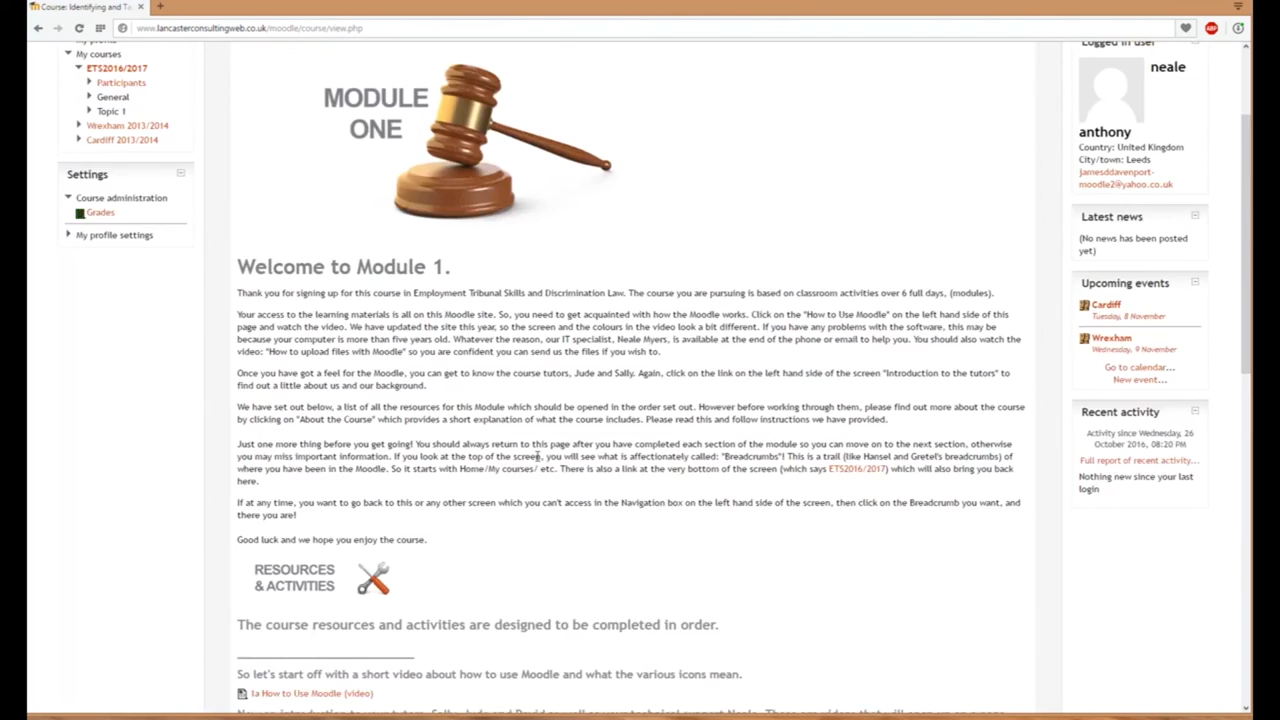 Course: Identifying and Tac
www.lancasterconsultingweb.co.uk/moodle/course/view.php
ABP
My courses
ETS2016/2017
Participants
General
Topic 1
Wrexham 2013/2014
Cardiff 2013/2014
Settings
Course administration
Grades
My profile settings
MODULE
ONE
Welcome to Module 1.
Thank you for signing up for this course in Employment Tribunal Skills and Discrimination Law. The course you are pursuing is based on classroom activities over 6 full days, (modules).
Your access to the learning materials is all on this Moodle site. So, you need to get acquainted with how the Moodle works. Click on the "How to Use Moodle" on the left hand side of this
page and watch the video. We have updated the site this year, so the screen and the colours in the video look a bit different. If you have any problems with the software, this may be
because your computer is more than five years old. Whatever the reason, our IT specialist, Neale Myers, is available at the end of the phone or email to help you. You should also watch the
video: "How to upload files with Moodle" so you are confident you can send us the files if you wish to.
Once you have got a feel for the Moodle, you can get to know the course tutors, Jude and Sally. Again, click on the link on the left hand side of the screen "Introduction to the tutors" to
find out a little about us and our background.
We have set out below, a list of all the resources for this Module which should be opened in the order set out. However before working through them, please find out more about the course
by clicking on "About the Course" which provides a short explanation of what the course includes. Please read this and follow instructions we have provided.
Just one more thing before you get going! You should always return to this page after you have completed each section of the module so you can move on to the next section, otherwise
you may miss important information. If you look at the top of the screen, you will see what is affectionately called: "Breadcrumbs"! This is a trail (like Hansel and Gretel's breadcrumbs) of
where you have been in the Moodle. So it starts with Home/My courses/ etc. There is also a link at the very bottom of the screen (which says ETS2016/2017) which will also bring you back
here.
If at any time, you want to go back to this or any other screen which you can't access in the Navigation box on the left hand side of the screen, then click on the Breadcrumb you want, and
there you are!
Good luck and we hope you enjoy the course.
RESOURCES
& ACTIVITIES
The course resources and activities are designed to be completed in order.
So let's start off with a short video about how to use Moodle and what the various icons mean.
1a How to Use Moodle (video)
Logged in user
neale
anthony
Country: United Kingdom
City/town: Leeds
jamesddavenport-
moodle2@yahoo.co.uk
Latest news
(No news has been posted
yet)
Upcoming events
Cardiff
Tuesday, 8 November
Wrexham
Wednesday, 9 November
Go to calendar...
New event...
Recent activity
Activity since Wednesday, 26
October 2016, 08:20 PM
Full report of recent activity...
Nothing new since your last
login